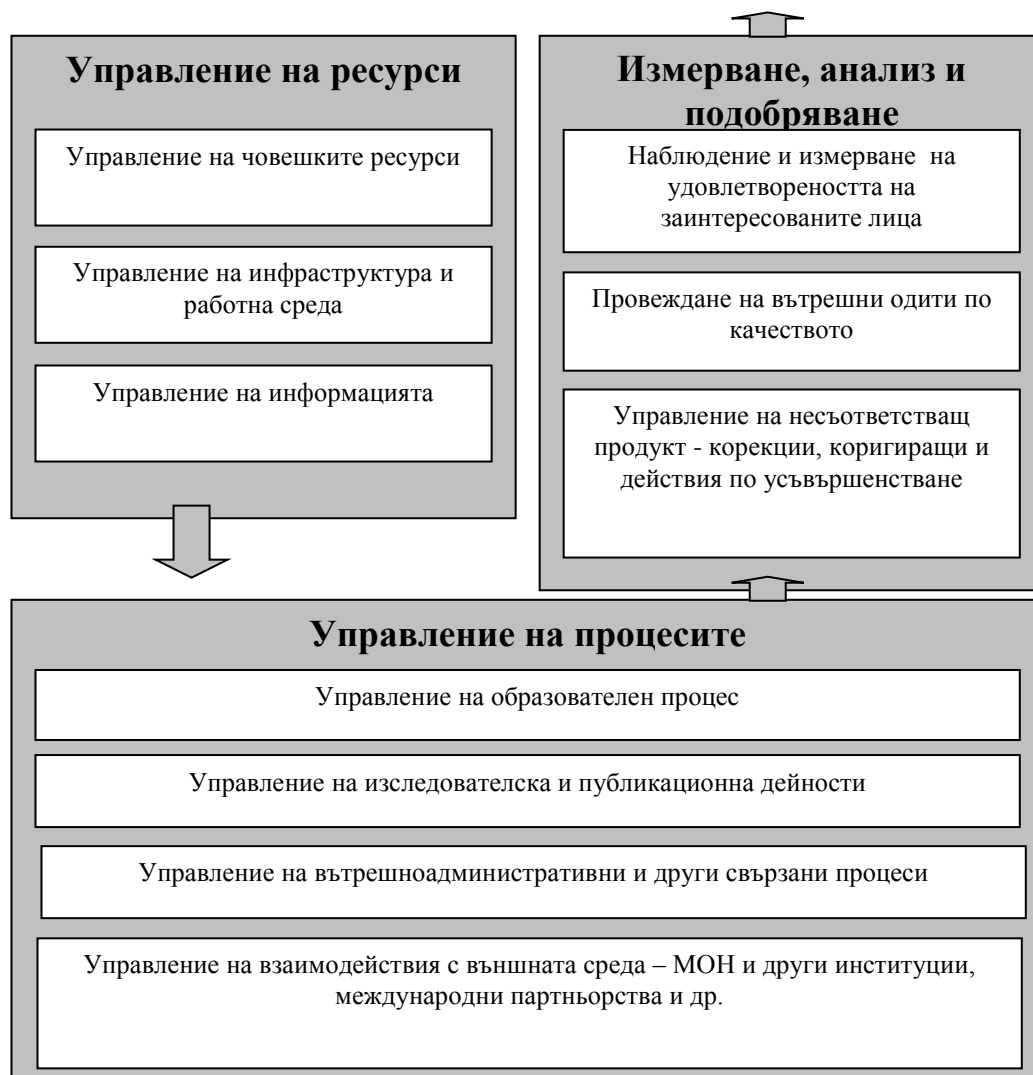 Управление на ресурси
Управление на човешките ресурси
Управление на инфраструктура и
работна среда
Управление на информацията
Измерване, анализ и
подобряване
Наблюдение и измерване на
удовлетвореността на
заинтересованите лица
Провеждане на вътрешни одити по
качеството
Управление на несъответстващ
продукт - корекции, коригиращи и
действия по усъвършенстване
Управление на процесите
Управление на образователен процес
Управление на изследователска и публикационна дейности
Управление на вътрешноадминистративни и други свързани процеси
Управление на взаимодействия с външната среда – МОН и други институции,
международни партньорства и др.